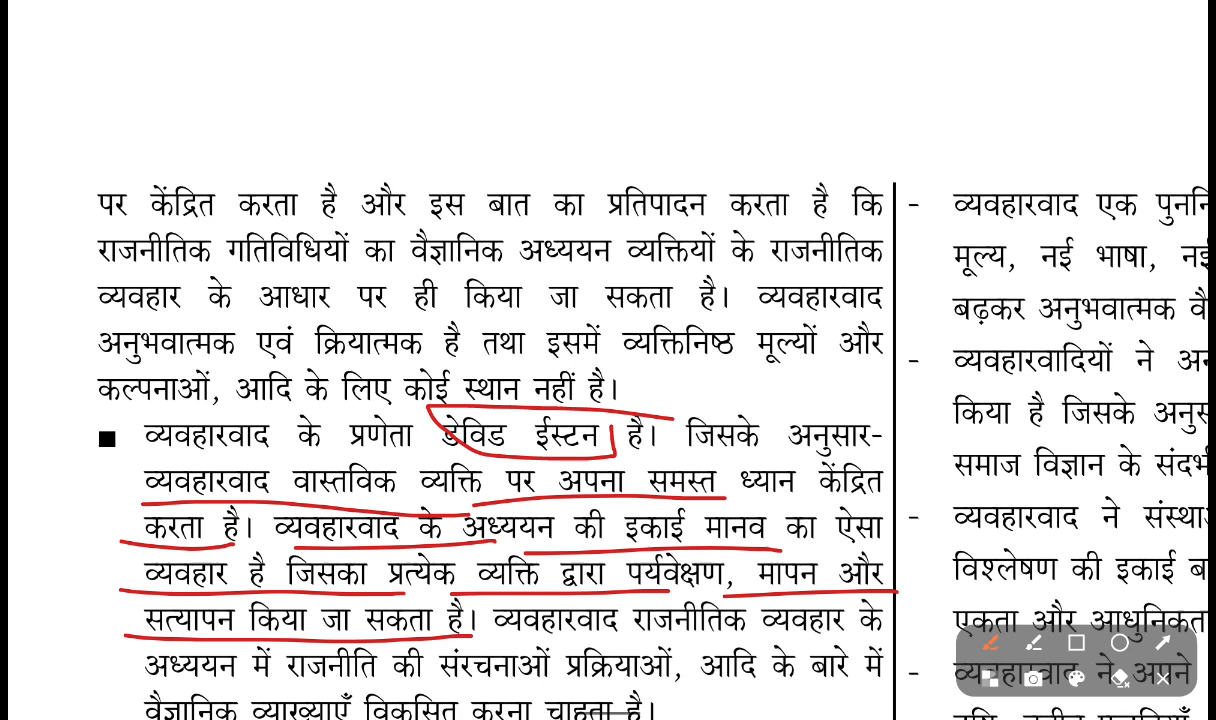 पर केंद्रित करता है और इस बात का प्रतिपादन करता है कि
राजनीतिक गतिविधियों का वैज्ञानिक अध्ययन व्यक्तियों के राजनीतिक
व्यवहार के आधार पर ही किया जा सकता है। व्यवहारवाद
अनुभवात्मक एवं क्रियात्मक है तथा इसमें व्यक्तिनिष्ठ मूल्यों और
कल्पनाओं, आदि के लिए कोई स्थान नहीं है।
■ व्यवहारवाद के प्रणेता डेविड ईस्टन है। जिसके अनुसार-
व्यवहारवाद वास्तविक व्यक्ति पर अपना समस्त ध्यान केंद्रित
करता है। व्यवहारवाद के अध्ययन की इकाई मानव का ऐसा
व्यवहार है जिसका प्रत्येक व्यक्ति द्वारा पर्यवेक्षण, मापन और
सत्यापन किया जा सकता है। व्यवहारवाद राजनीतिक व्यवहार के
अध्ययन में राजनीति की संरचनाओं प्रक्रियाओं, आदि के बारे में
वैज्ञानिक व्याख्याएँ विकसित करना चाहता है।
- व्यवहारवाद एक
मूल्य, नई भाषा, नई
बढ़कर अनुभवात्मक
- व्यवहारवादियों ने
किया है जिसके
समाज विज्ञान के
- व्यवहारवाद ने
विश्लेषण की इकाई
एकता और
- व्यवहारवाद ने अपने